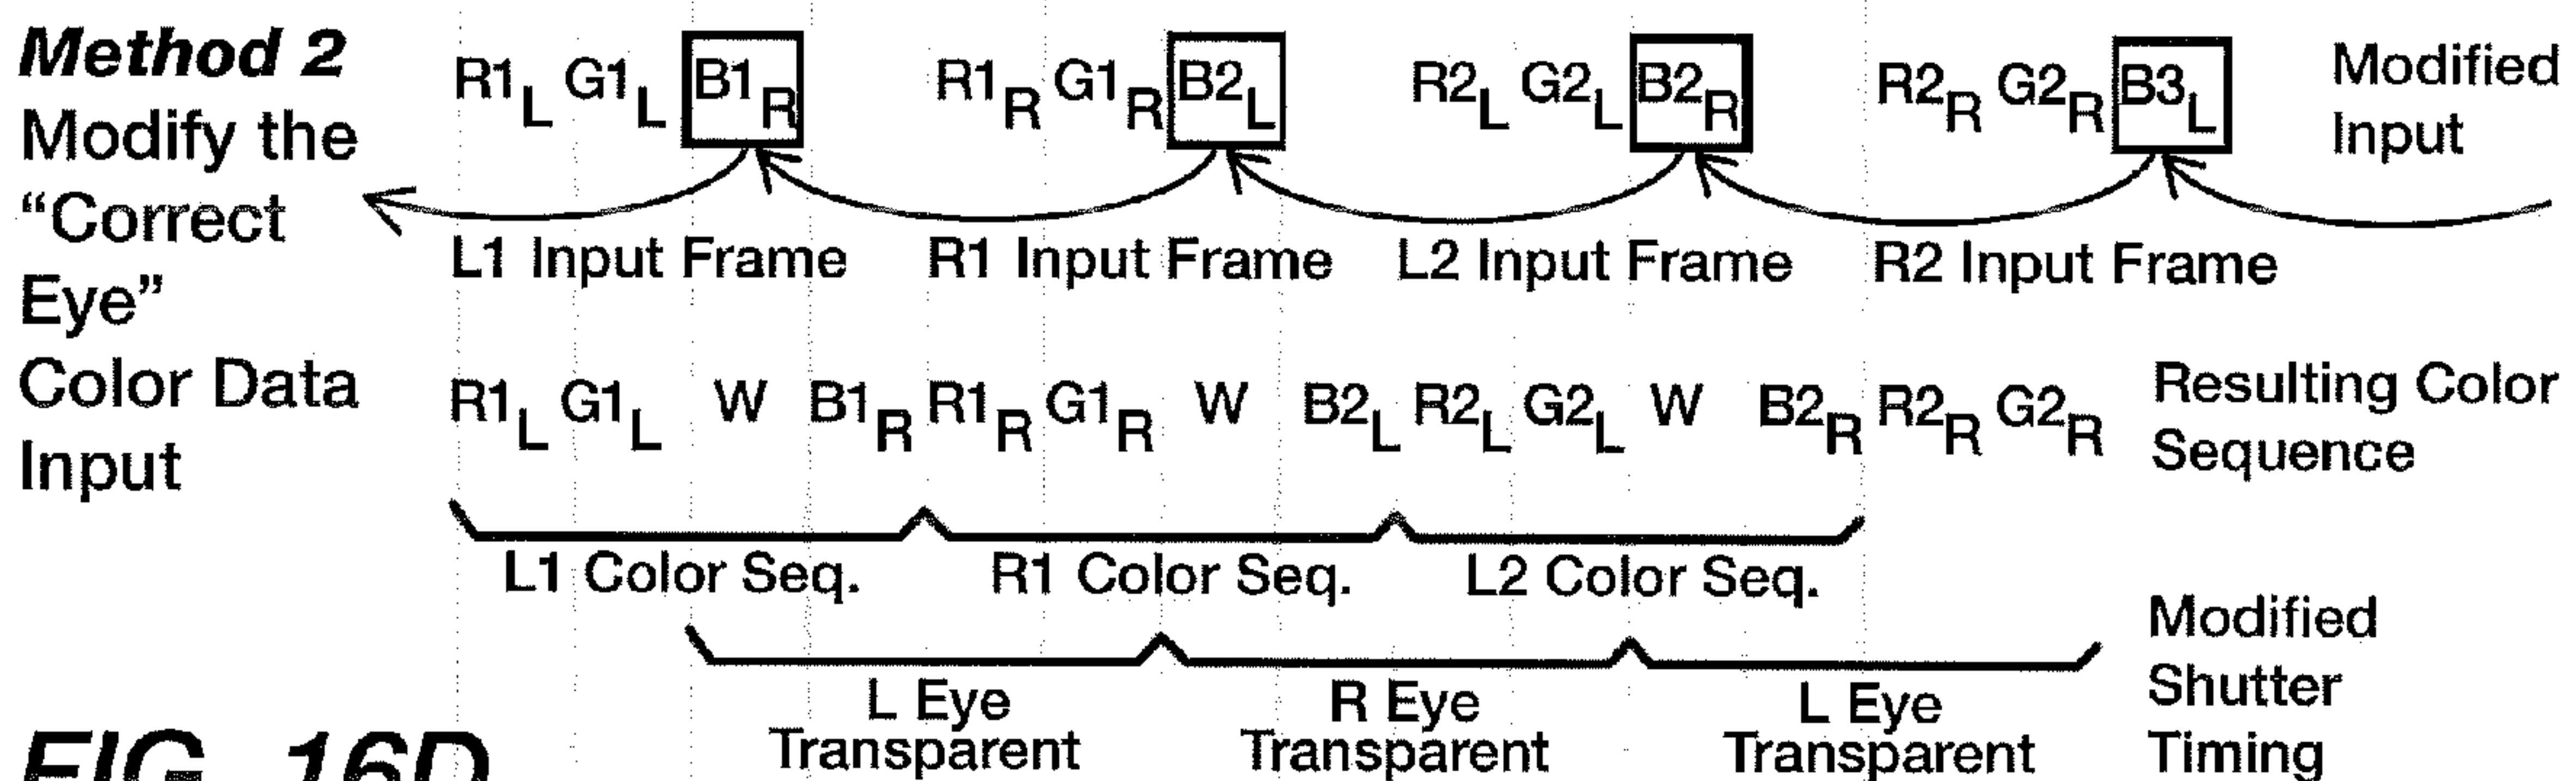 Method 2
Modify the
“Correct
Eye”
Color Data
Input
R1L G1L B1R R1R G1R B2L R2L G2L B2R R2R G2R B3L
Modified
Input
L1 Input Frame R1 Input Frame L2 Input Frame R2 Input Frame
R1L G1L W B1R R1R G1R W B2L R2L G2L W B2R R2R G2R
Resulting Color
Sequence
L1 Color Seq. R1 Color Seq. L2 Color Seq.
L Eye
Transparent
R Eye
Transparent
L Eye
Transparent
Modified
Shutter
Timing
FIG. 16D